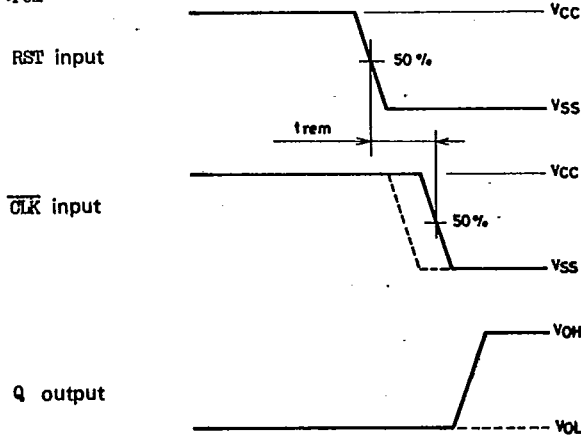 VCC
RST input
50%
VSS
trem
VCC
CLK input
50%
VSS
VOH
Q output
VOL